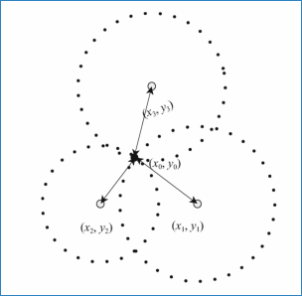 (x₃, y₃)
(x₀, y₀)
(x₂, y₂)
(x₁, y₁)